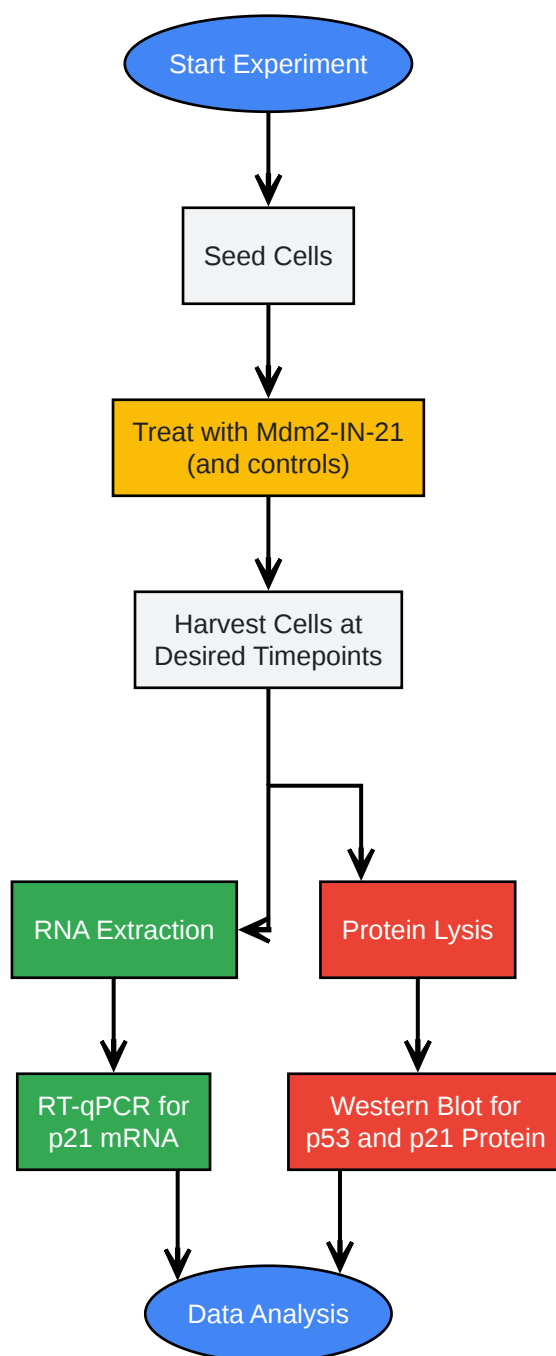 Start Experiment
Seed Cells
Treat with Mdm2-IN-21
(and controls)
Harvest Cells at
Desired Timepoints
RNA Extraction
Protein Lysis
RT-qPCR for
p21 mRNA
Western Blot for
p53 and p21 Protein
Data Analysis